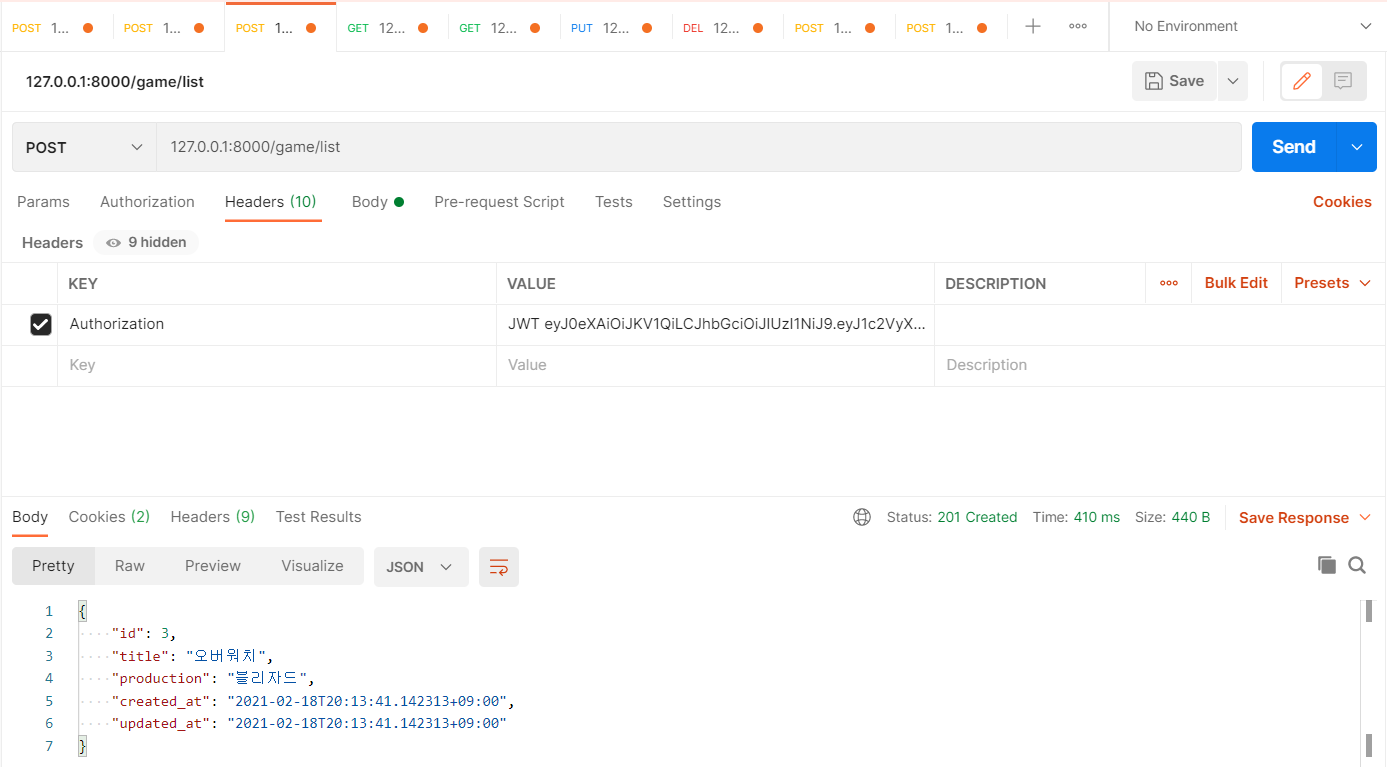 POST 1... POST 1... POST 1... GET 12... GET 12... PUT 12... DEL 12... POST 1... POST 1... No Environment
127.0.0.1:8000/game/list Save
POST 127.0.0.1:8000/game/list Send
Params Authorization Headers (10) Body Pre-request Script Tests Settings Cookies
Headers 9 hidden
KEY VALUE DESCRIPTION Bulk Edit Presets
Authorization JWT eyJ0eXAiOiJKV1QiLCJhbGciOiJIUzI1NiJ9.eyJ1c2VyX...
Key Value Description
Body Cookies (2) Headers (9) Test Results Status: 201 Created Time: 410 ms Size: 440 B Save Response
Pretty Raw Preview Visualize JSON
1 {
2 "id": 3,
3 "title": "오버워치",
4 "production": "블리자드",
5 "created_at": "2021-02-18T20:13:41.142313+09:00",
6 "updated_at": "2021-02-18T20:13:41.142313+09:00"
7 }